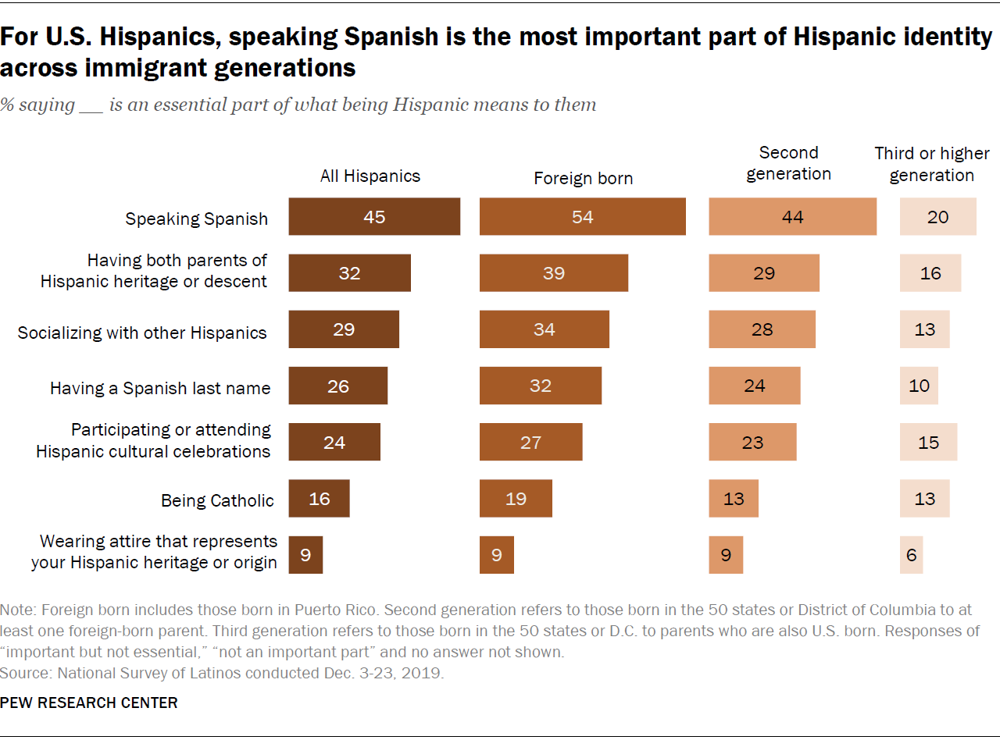 For U.S. Hispanics, speaking Spanish is the most important part of Hispanic identity
across immigrant generations
% saying __ is an essential part of what being Hispanic means to them
All Hispanics
Foreign born
Second
generation
Third or higher
generation
Speaking Spanish
45
54
44
20
Having both parents of
Hispanic heritage or descent
32
39
29
16
Socializing with other Hispanics
29
34
28
13
Having a Spanish last name
26
32
24
10
Participating or attending
Hispanic cultural celebrations
24
27
23
15
Being Catholic
16
19
13
13
Wearing attire that represents
your Hispanic heritage or origin
9
9
9
6
Note: Foreign born includes those born in Puerto Rico. Second generation refers to those born in the 50 states or District of Columbia to at
least one foreign-born parent. Third generation refers to those born in the 50 states or D.C. to parents who are also U.S. born. Responses of
“important but not essential,” “not an important part” and no answer not shown.
Source: National Survey of Latinos conducted Dec. 3-23, 2019.
PEW RESEARCH CENTER